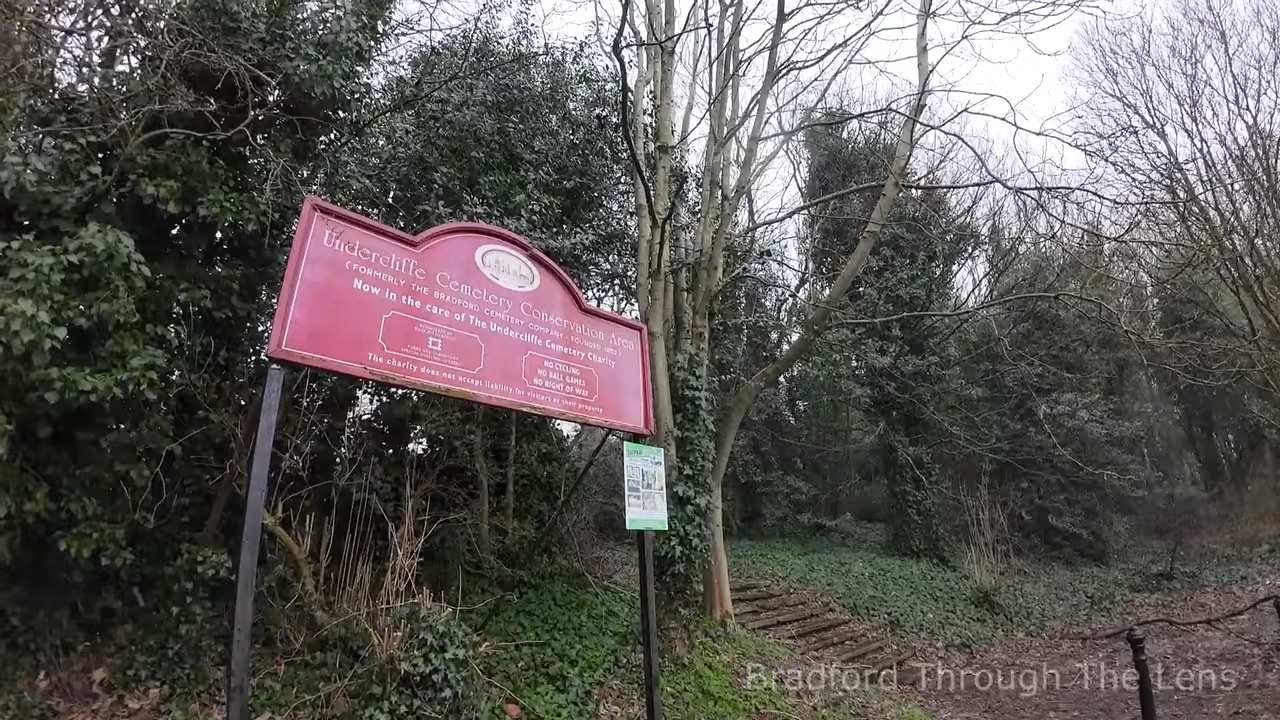 Undercliffe Cemetery Conservation Area
(FORMERLY THE BRADFORD CEMETERY COMPANY - FOUNDED 1852)
Now in the care of The Undercliffe Cemetery Charity
NO CYCLING
NO BALL GAMES
NO RIGHT OF WAY
The charity does not accept liability for visitors or their property
Bradford Through The Lens